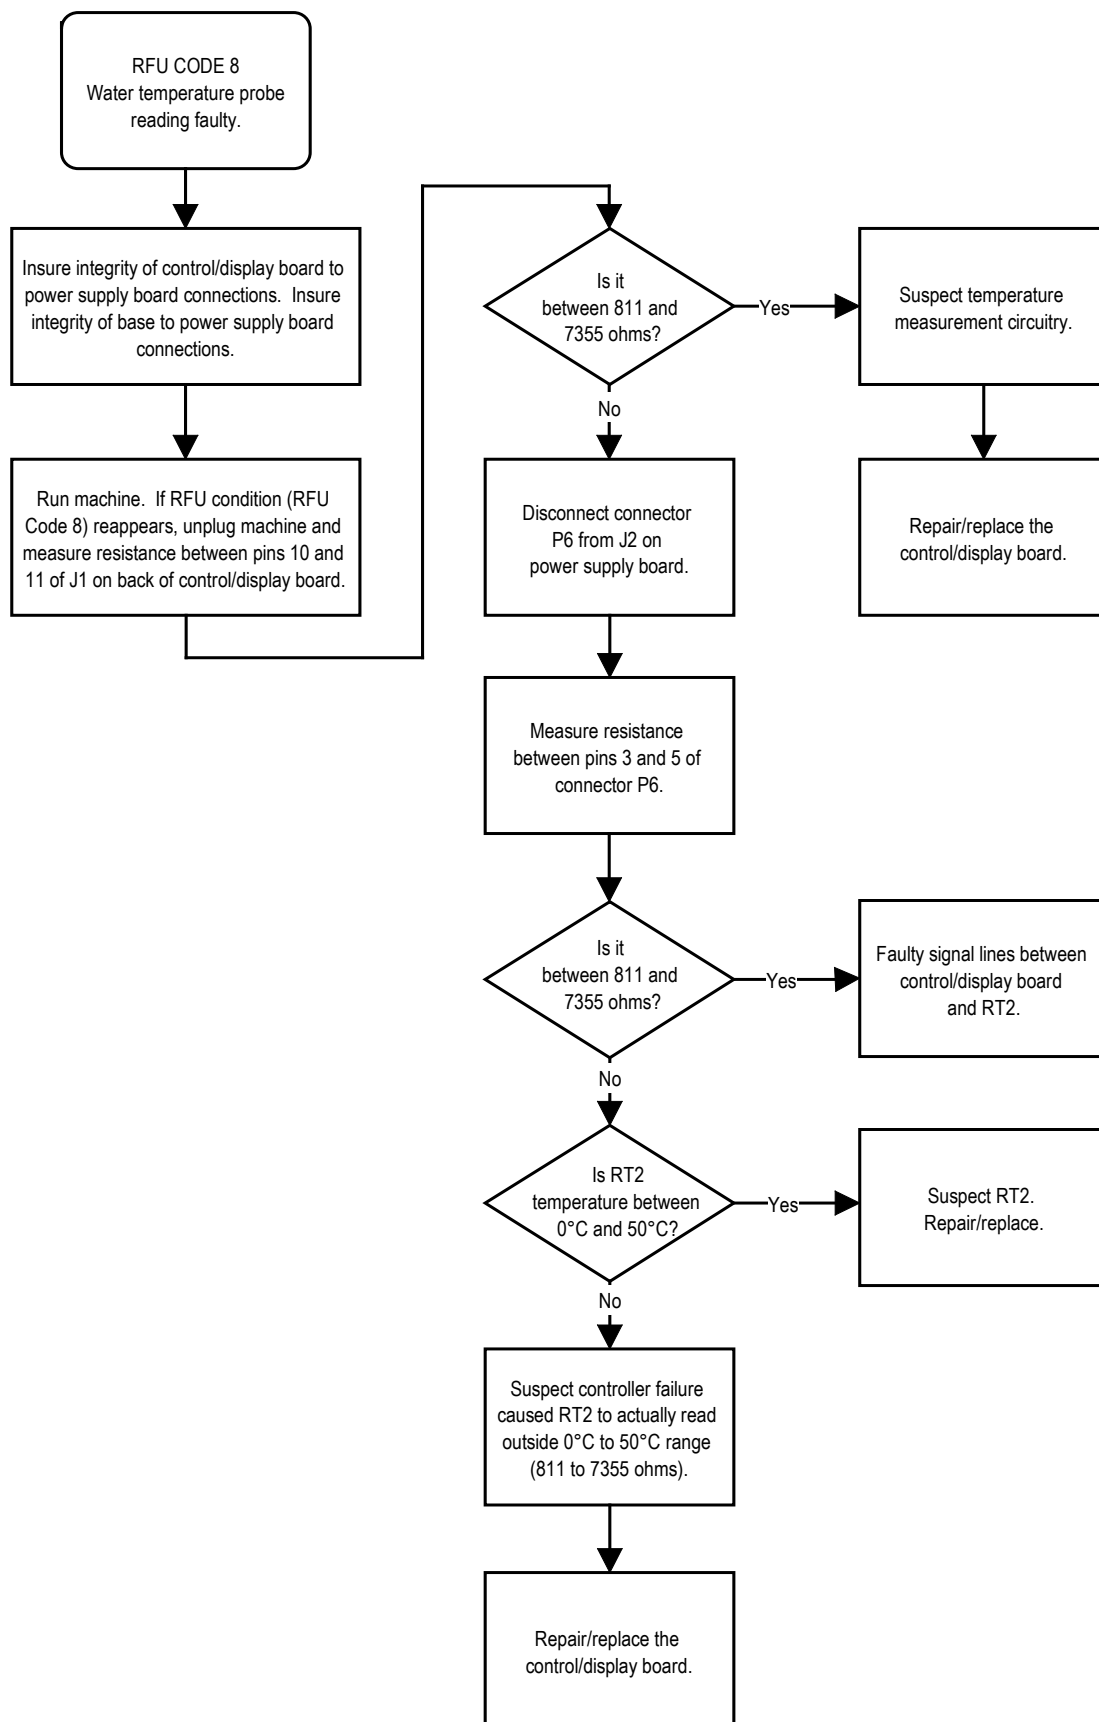 RFU CODE 8
Water temperature probe
reading faulty.
Insure integrity of control/display board to
power supply board connections.  Insure
integrity of base to power supply board
connections.
Run machine.  If RFU condition (RFU
Code 8) reappears, unplug machine and
measure resistance between pins 10 and
11 of J1 on back of control/display board.
Is it
between 811 and
7355 ohms?
Yes
Suspect temperature
measurement circuitry.
Repair/replace the
control/display board.
No
Disconnect connector
P6 from J2 on
power supply board.
Measure resistance
between pins 3 and 5 of
connector P6.
Is it
between 811 and
7355 ohms?
Yes
Faulty signal lines between
control/display board
and RT2.
No
Is RT2
temperature between
0°C and 50°C?
Yes
Suspect RT2.
Repair/replace.
No
Suspect controller failure
caused RT2 to actually read
outside 0°C to 50°C range
(811 to 7355 ohms).
Repair/replace the
control/display board.